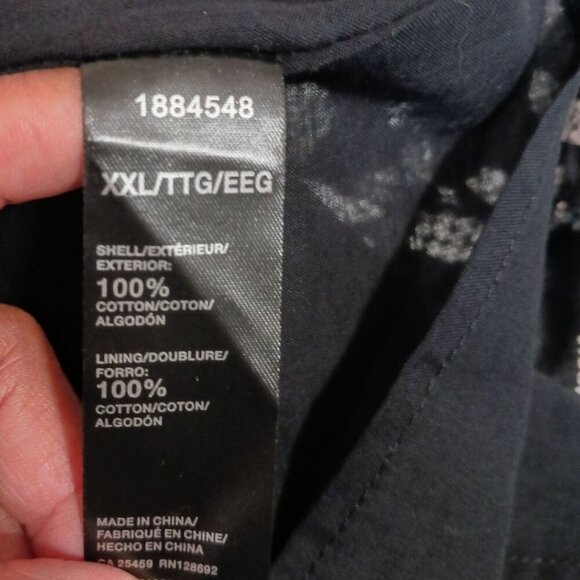 1884548
XXL/TTG/EEG
SHELL/EXTÉRIEUR/
EXTERIOR:
100%
COTTON/COTON/
ALGODÓN
LINING/DOUBLURE/
FORRO:
100%
COTTON/COTON/
ALGODÓN
MADE IN CHINA/
FABRIQUÉ EN CHINE/
HECHO EN CHINA
CA 25459 RN128692